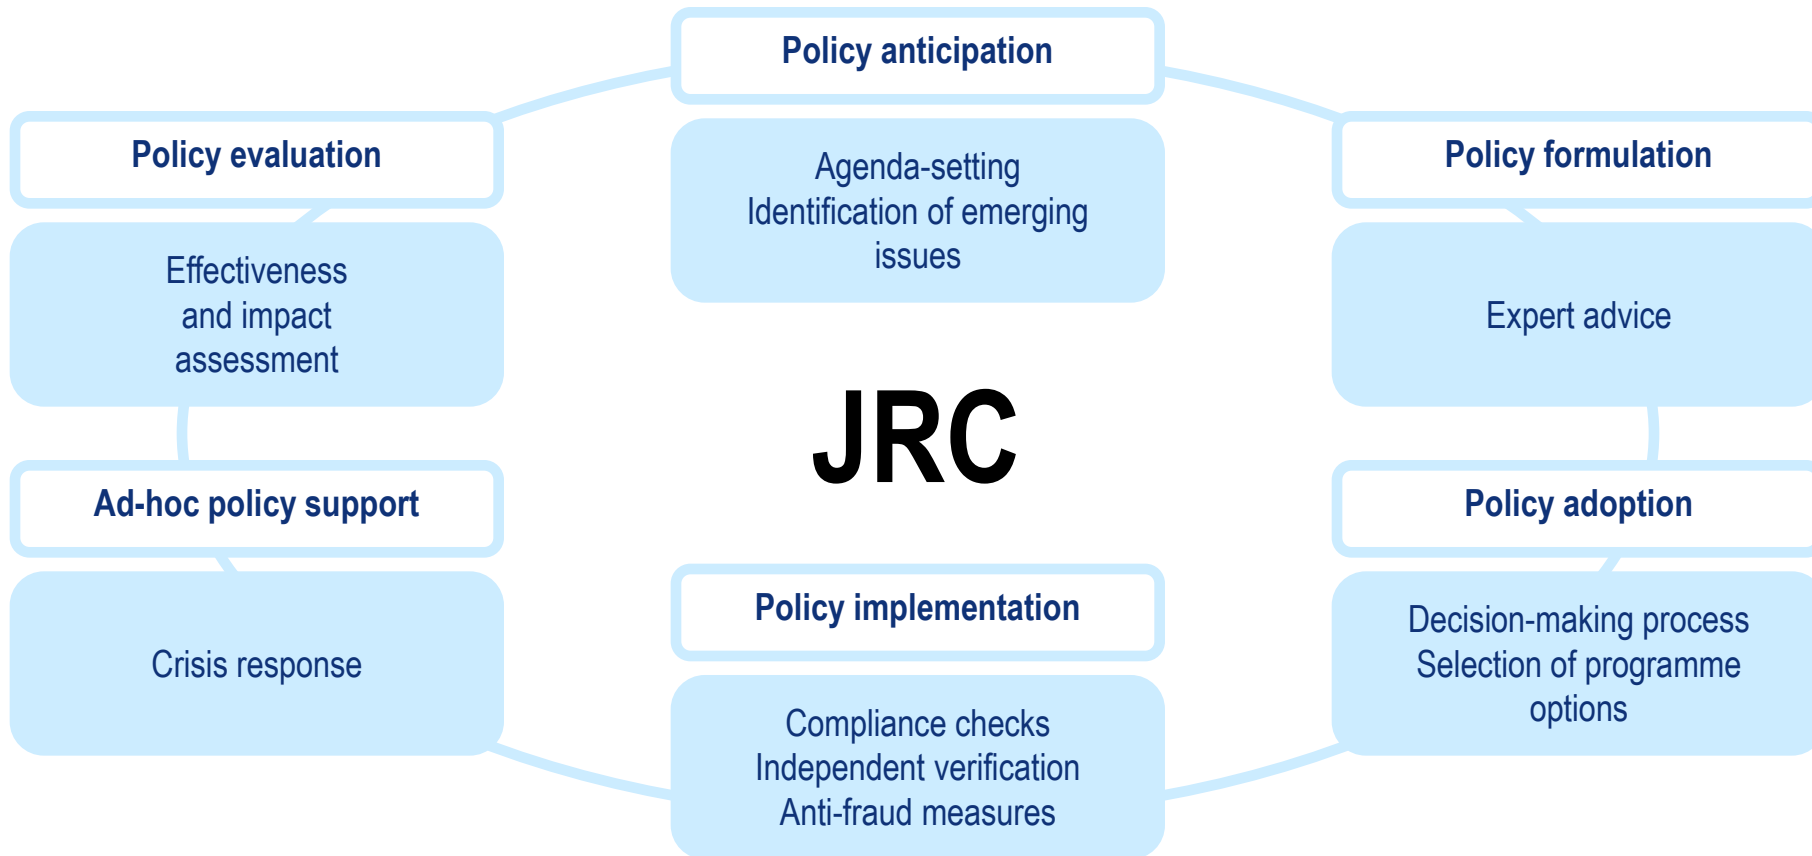 Policy anticipation
Agenda-setting
Identification of emerging
issues
Policy evaluation
Effectiveness
and impact
assessment
Policy formulation
Expert advice
JRC
Ad-hoc policy support
Crisis response
Policy implementation
Compliance checks
Independent verification
Anti-fraud measures
Policy adoption
Decision-making process
Selection of programme
options